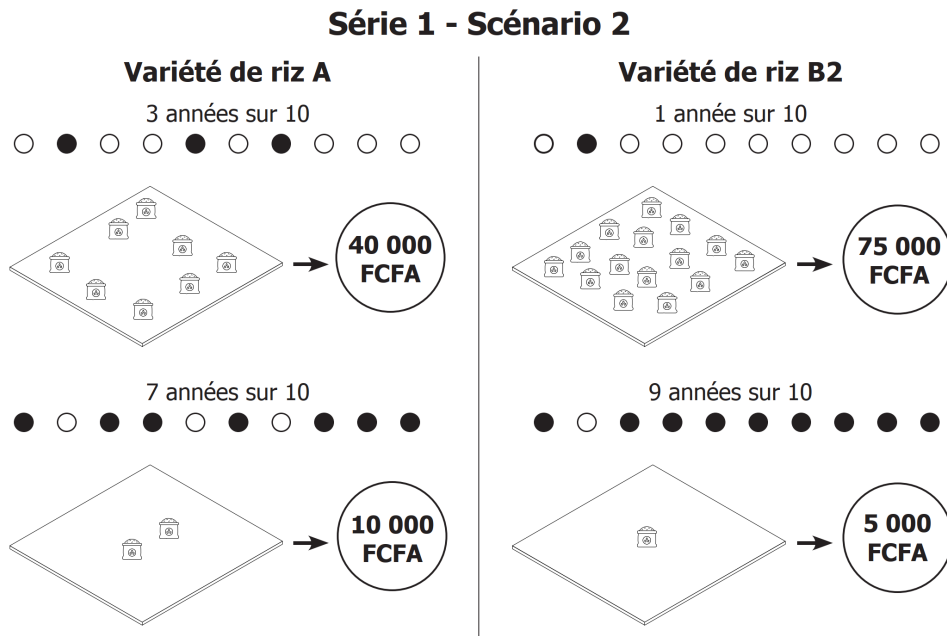 Série 1 - Scénario 2
Variété de riz A
3 années sur 10
40 000
FCFA
7 années sur 10
10 000
FCFA
Variété de riz B2
1 année sur 10
75 000
FCFA
9 années sur 10
5 000
FCFA